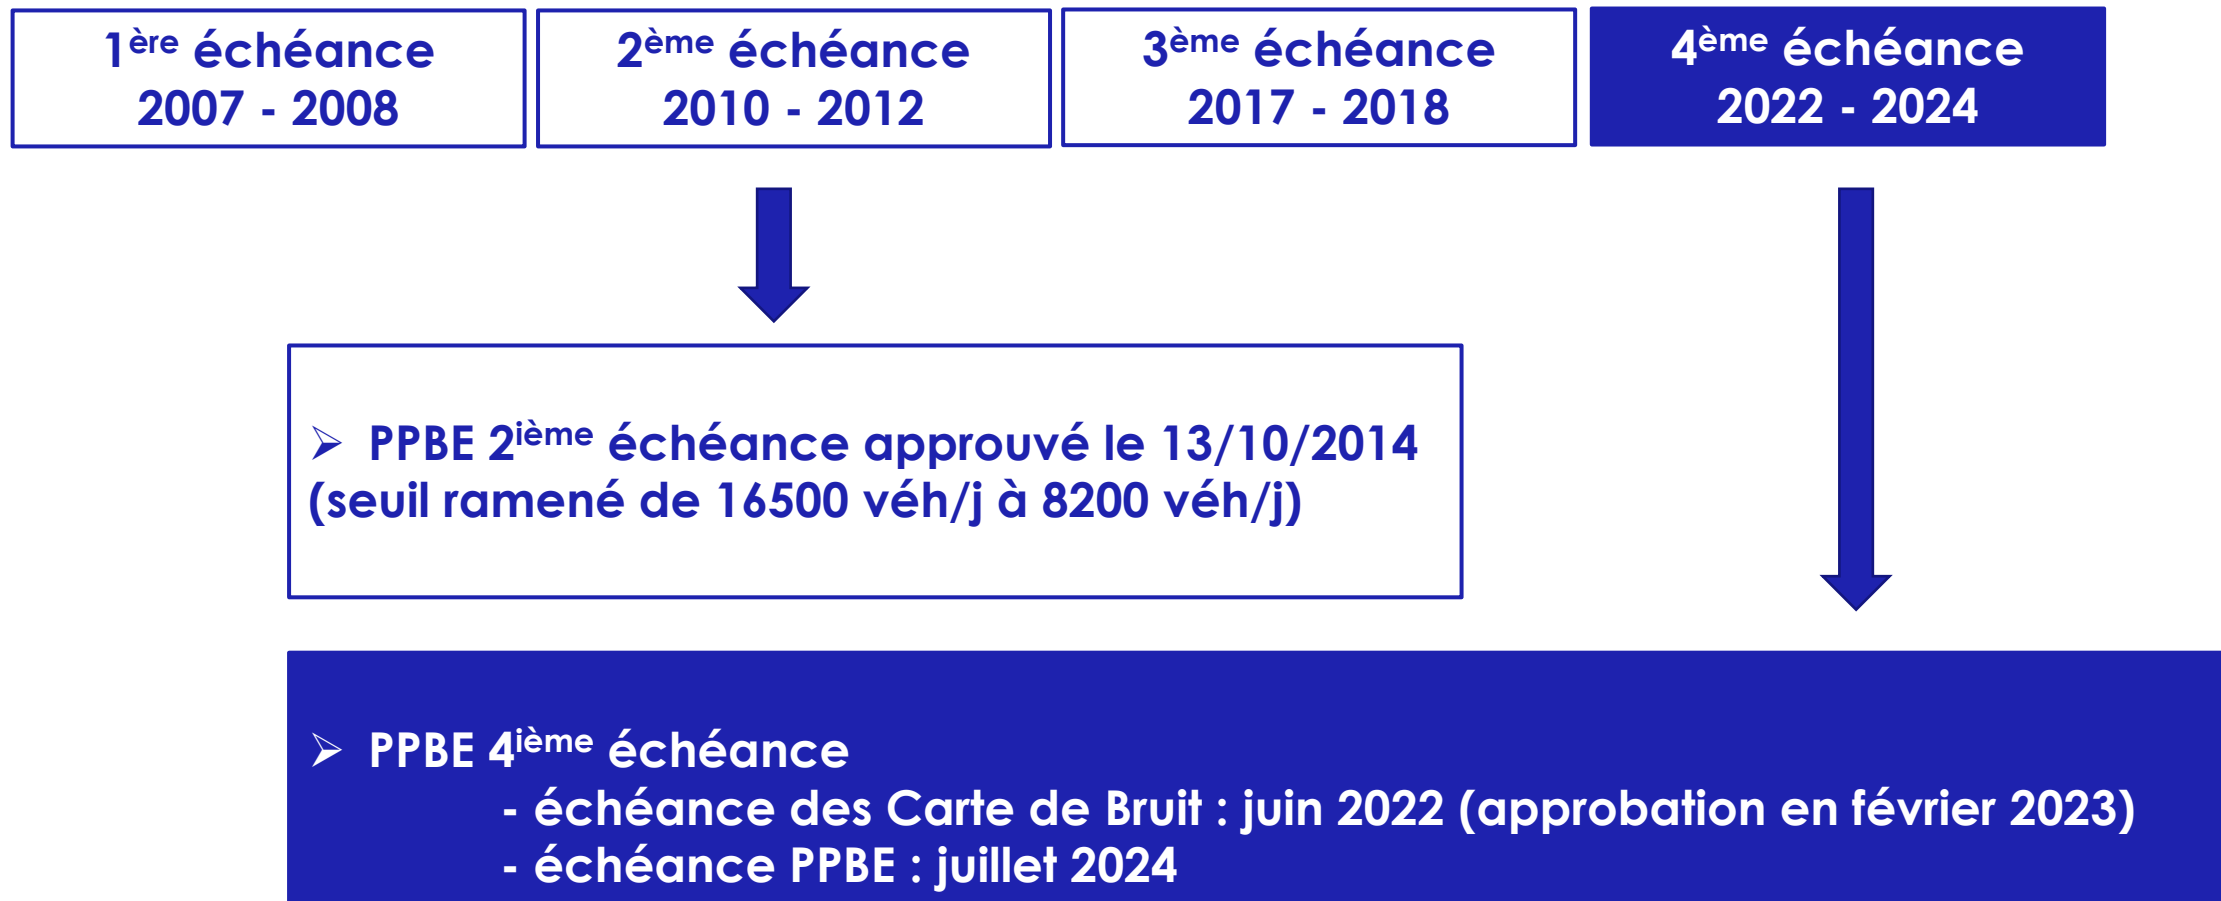 1ère échéance
2007 - 2008
2ème échéance
2010 - 2012
3ème échéance
2017 - 2018
4ème échéance
2022 - 2024
➢ PPBE 2ième échéance approuvé le 13/10/2014
(seuil ramené de 16500 véh/j à 8200 véh/j)
➢ PPBE 4ième échéance
- échéance des Carte de Bruit : juin 2022 (approbation en février 2023)
- échéance PPBE : juillet 2024